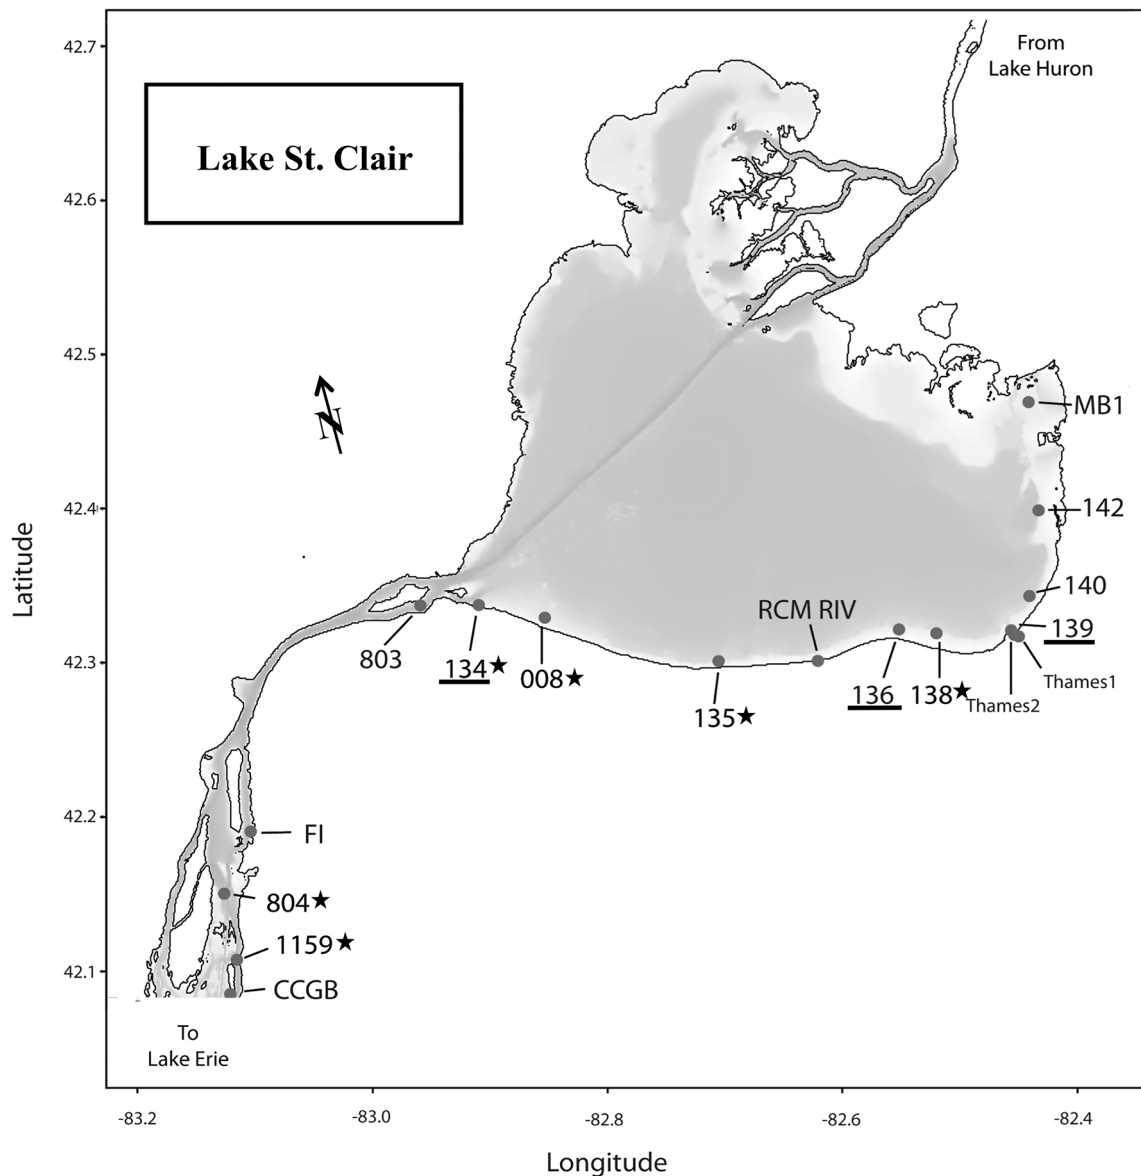 42.7
From
Lake Huron
Lake St. Clair
42.6
42.5
N
MB1
42.4
142
Latitude
140
RCM RIV
139
803
134★
008★
42.3
136
138★
Thames1
135★
Thames2
42.2
FI
804★
1159★
42.1
CCGB
To
Lake Erie
-83.2
-83.0
-82.8
-82.6
-82.4
Longitude